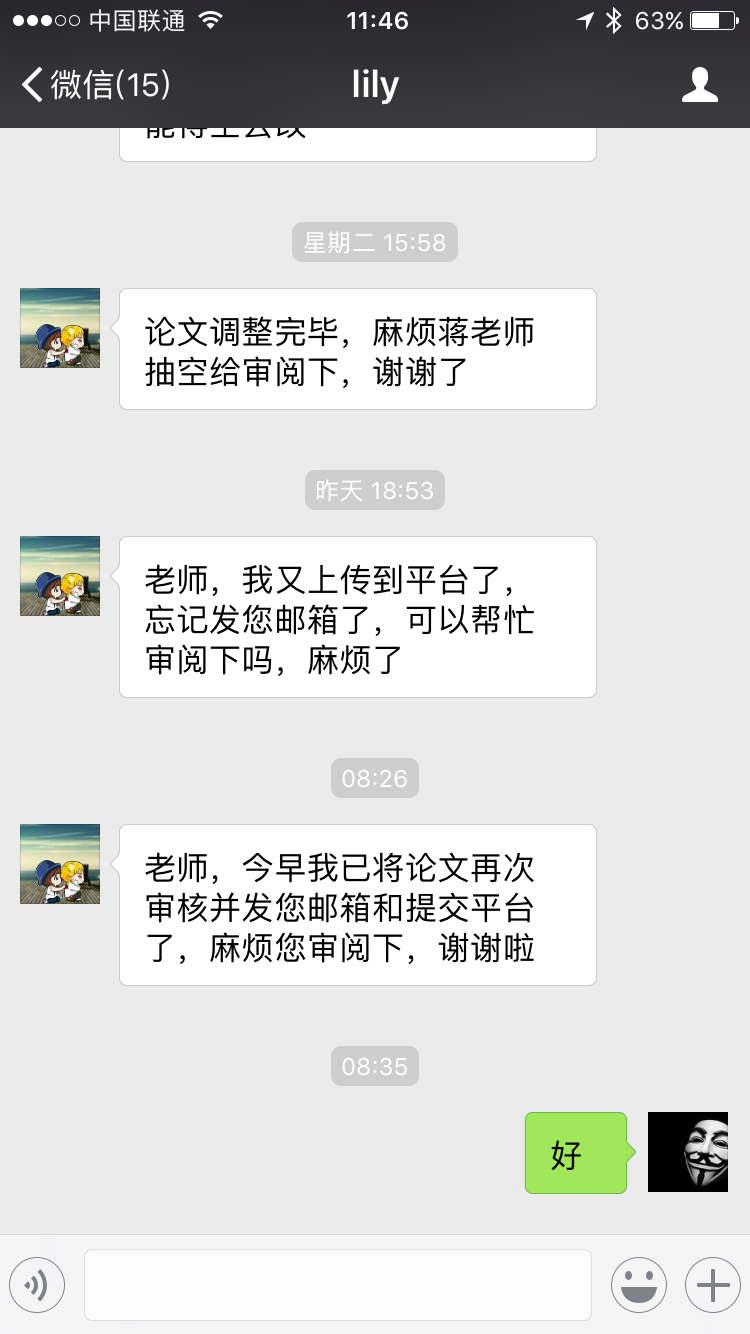 中国联通 11:46 63%
微信(15) lily
星期二 15:58
论文调整完毕，麻烦蒋老师
抽空给审阅下，谢谢了
昨天 18:53
老师，我又上传到平台了，
忘记发您邮箱了，可以帮忙
审阅下吗，麻烦了
08:26
老师，今早我已将论文再次
审核并发您邮箱和提交平台
了，麻烦您审阅下，谢谢啦
08:35
好